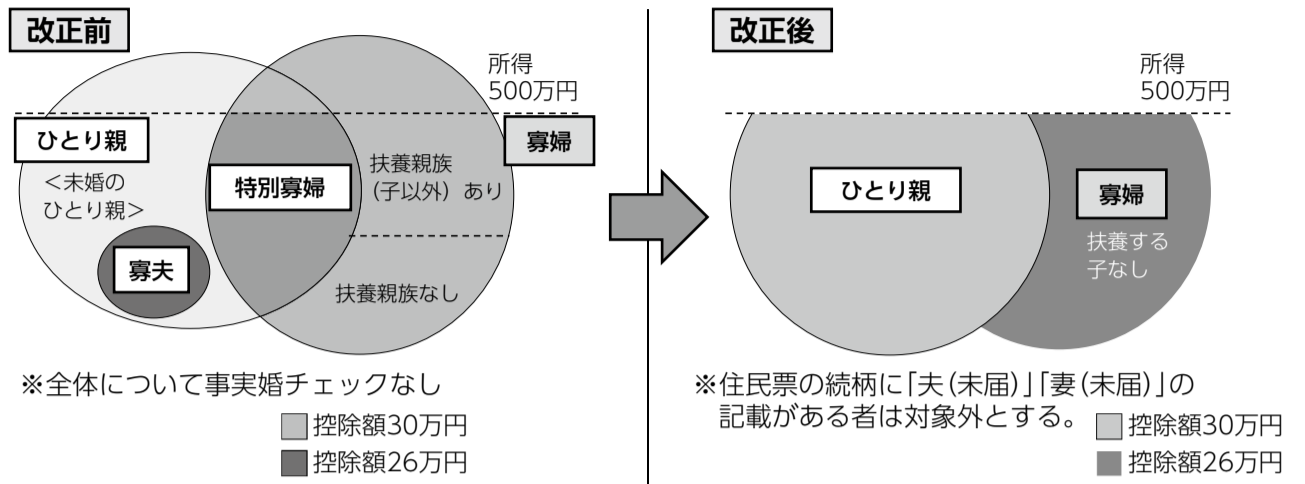 改正前
所得
500万円
ひとり親
寡婦
<未婚の
ひとり親>
特別寡婦
扶養親族
(子以外)あり
寡夫
扶養親族なし
※全体について事実婚チェックなし
控除額30万円
控除額26万円
改正後
所得
500万円
ひとり親
寡婦
扶養する
子なし
※住民票の続柄に「夫(未届)」「妻(未届)」の
記載がある者は対象外とする。
控除額30万円
控除額26万円